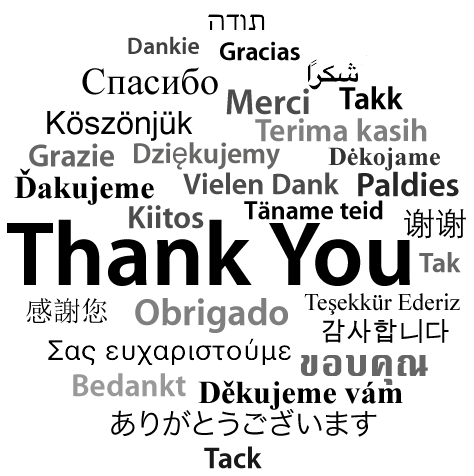 תודה
Dankie
Gracias
Спасибо
شكرًا
Merci
Takk
Köszönjük
Terima kasih
Grazie
Dziękujemy
Dėkojame
Ďakujeme
Vielen Dank
Paldies
Kiitos
Täname teid
谢谢
Thank You
Tak
感謝您
Obrigado
Teşekkür Ederiz
감사합니다
Σας ευχαριστούμε
ขอบคุณ
Bedankt
Děkujeme vám
ありがとうございます
Tack